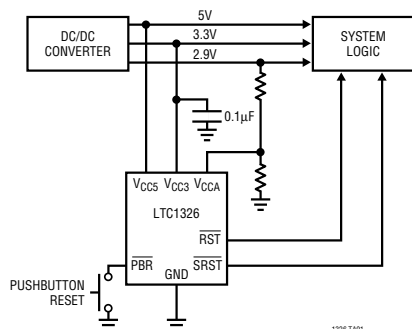 DC/DC
CONVERTER
5V
3.3V
2.9V
SYSTEM
LOGIC
0.1µF
VCC5 VCC3 VCCA
LTC1326
RST
PBR
SRST
GND
PUSHBUTTON
RESET
1326 TA01